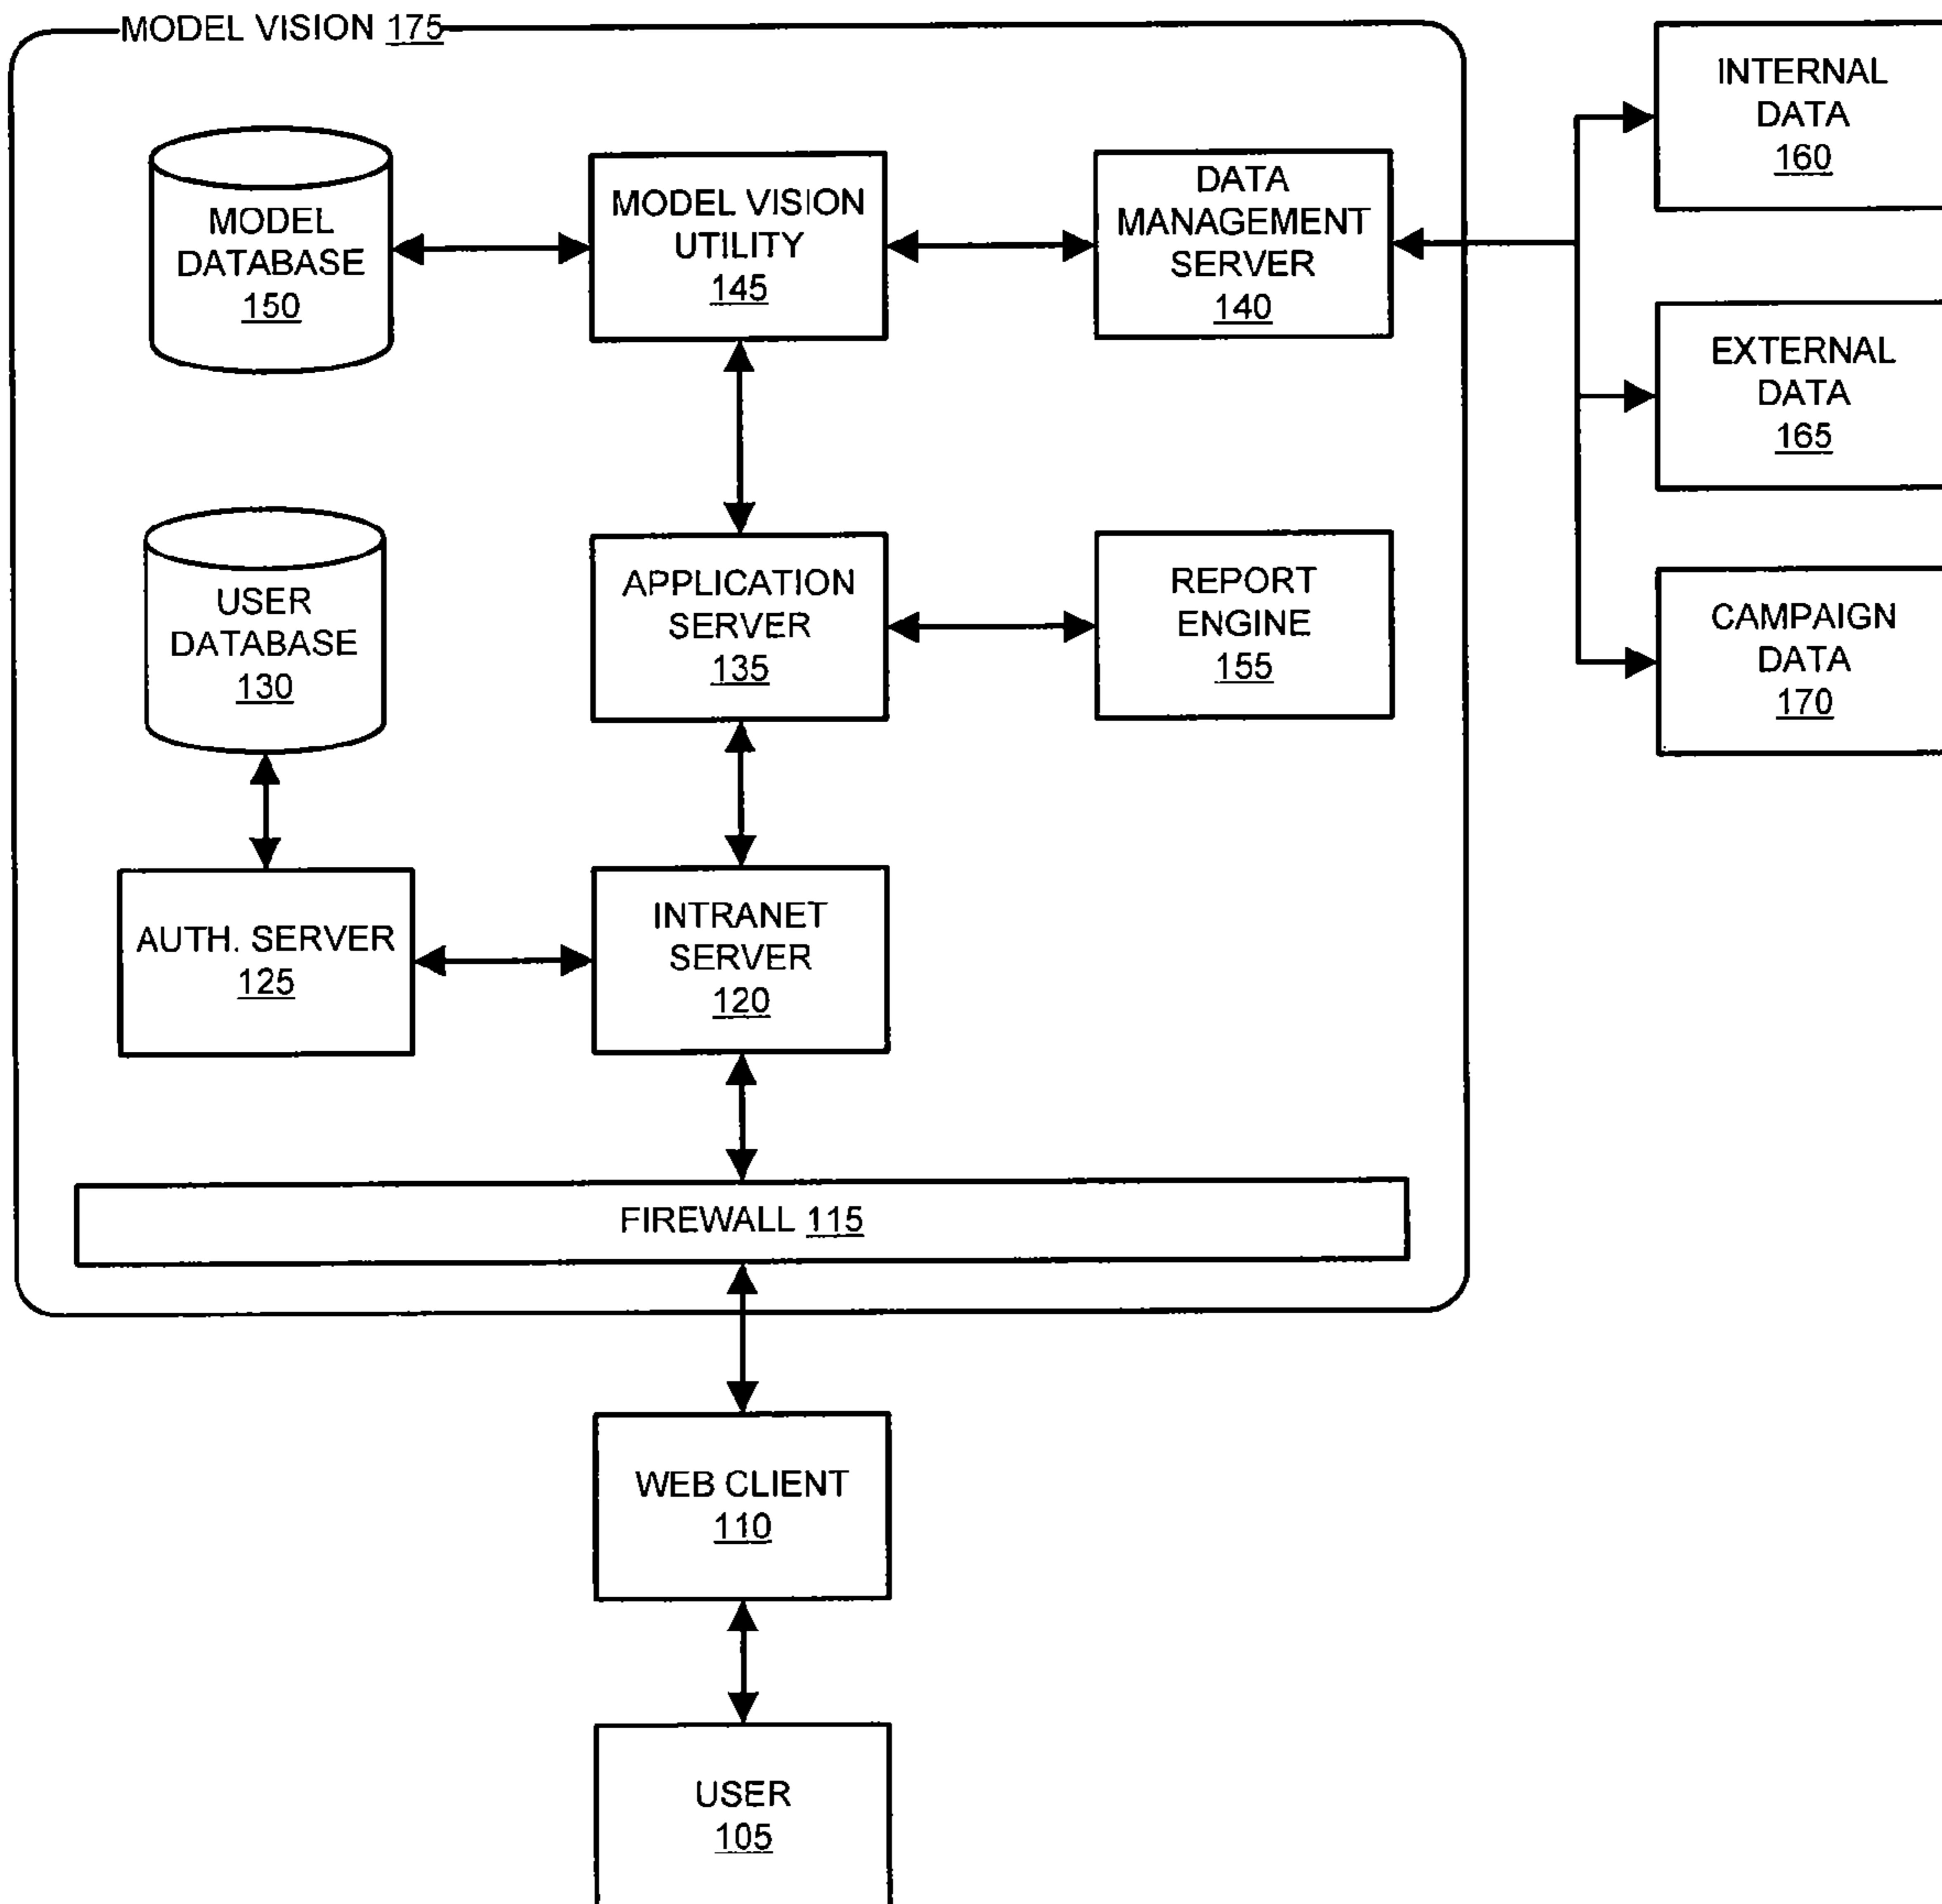 MODEL VISION 175
INTERNAL
DATA
160
MODEL
DATABASE
150
MODEL VISION
UTILITY
145
DATA
MANAGEMENT
SERVER
140
EXTERNAL
DATA
165
USER
DATABASE
130
APPLICATION
SERVER
135
REPORT
ENGINE
155
CAMPAIGN
DATA
170
AUTH. SERVER
125
INTRANET
SERVER
120
FIREWALL 115
WEB CLIENT
110
USER
105